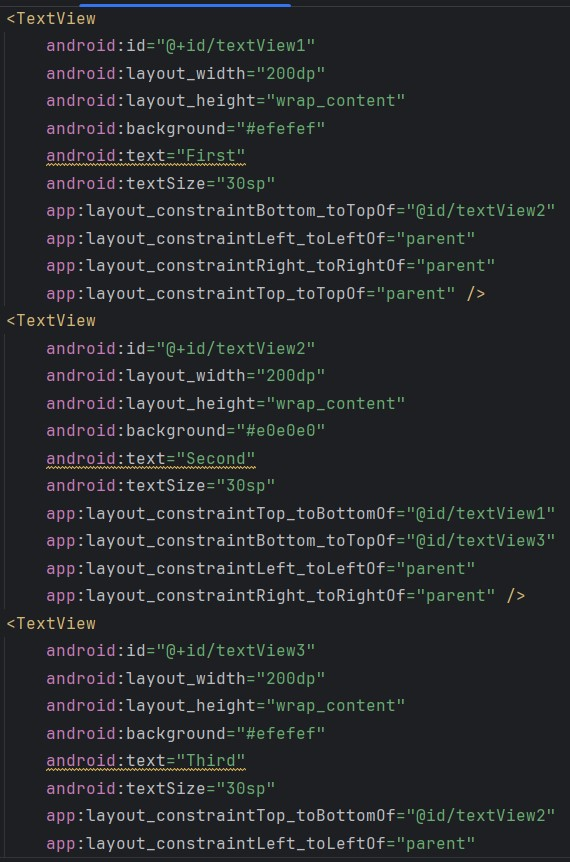 <TextView
android:id="@+id/textView1"
android:layout_width="200dp"
android:layout_height="wrap_content"
android:background="#efefef"
android:text="First"
android:textSize="30sp"
app:layout_constraintBottom_toTopOf="@id/textView2"
app:layout_constraintLeft_toLeftOf="parent"
app:layout_constraintRight_toRightOf="parent"
app:layout_constraintTop_toTopOf="parent" />
<TextView
android:id="@+id/textView2"
android:layout_width="200dp"
android:layout_height="wrap_content"
android:background="#e0e0e0"
android:text="Second"
android:textSize="30sp"
app:layout_constraintTop_toBottomOf="@id/textView1"
app:layout_constraintBottom_toTopOf="@id/textView3"
app:layout_constraintLeft_toLeftOf="parent"
app:layout_constraintRight_toRightOf="parent" />
<TextView
android:id="@+id/textView3"
android:layout_width="200dp"
android:layout_height="wrap_content"
android:background="#efefef"
android:text="Third"
android:textSize="30sp"
app:layout_constraintTop_toBottomOf="@id/textView2"
app:layout_constraintLeft_toLeftOf="parent"